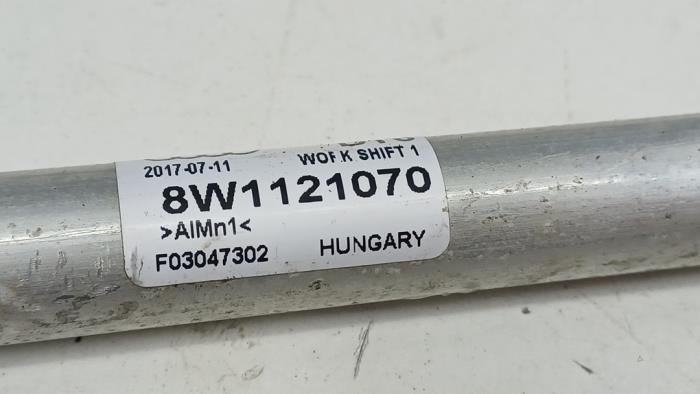 2017-07-11 WORK SHIFT 1
8W1121070
>AlMn1<
F03047302 HUNGARY